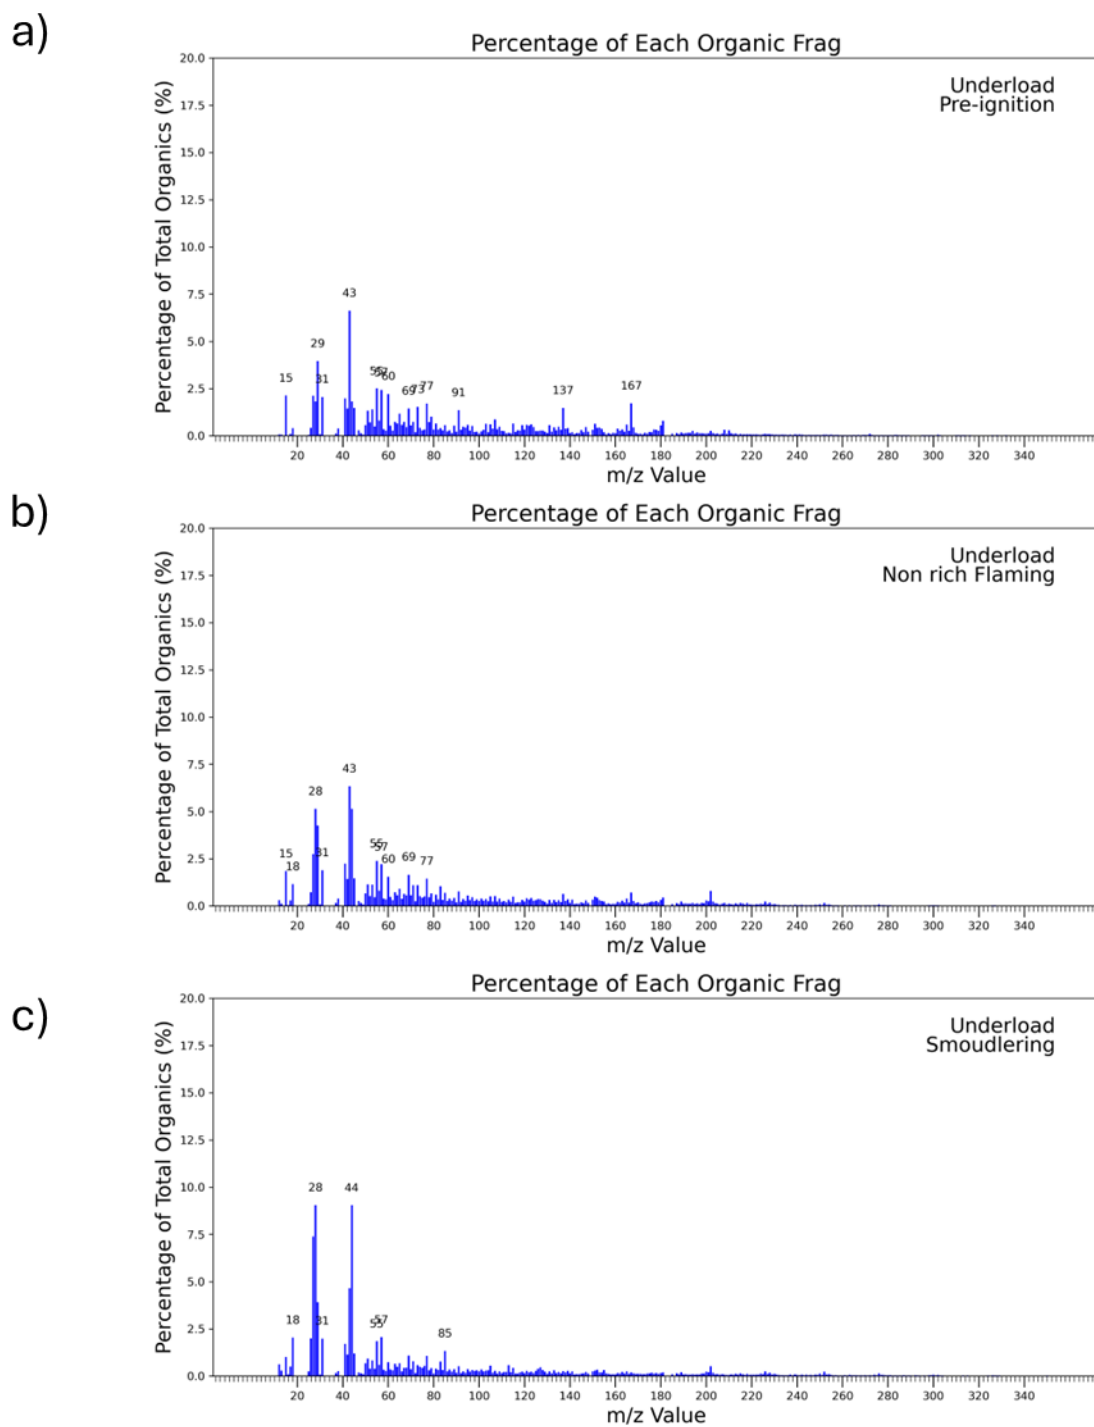 a)
Percentage of Each Organic Frag
Underload
Pre-ignition
Percentage of Total Organics (%)
20.0
17.5
15.0
12.5
10.0
7.5
5.0
2.5
0.0
43
29
15
31
55
57
60
69
73
77
91
137
167
20 40 60 80 100 120 140 160 180 200 220 240 260 280 300 320 340
m/z Value
b)
Percentage of Each Organic Frag
Underload
Non rich Flaming
Percentage of Total Organics (%)
20.0
17.5
15.0
12.5
10.0
7.5
5.0
2.5
0.0
43
28
15
18
31
55
57
60
69
77
20 40 60 80 100 120 140 160 180 200 220 240 260 280 300 320 340
m/z Value
c)
Percentage of Each Organic Frag
Underload
Smoudlering
Percentage of Total Organics (%)
20.0
17.5
15.0
12.5
10.0
7.5
5.0
2.5
0.0
28
44
18
31
55
57
85
20 40 60 80 100 120 140 160 180 200 220 240 260 280 300 320 340
m/z Value